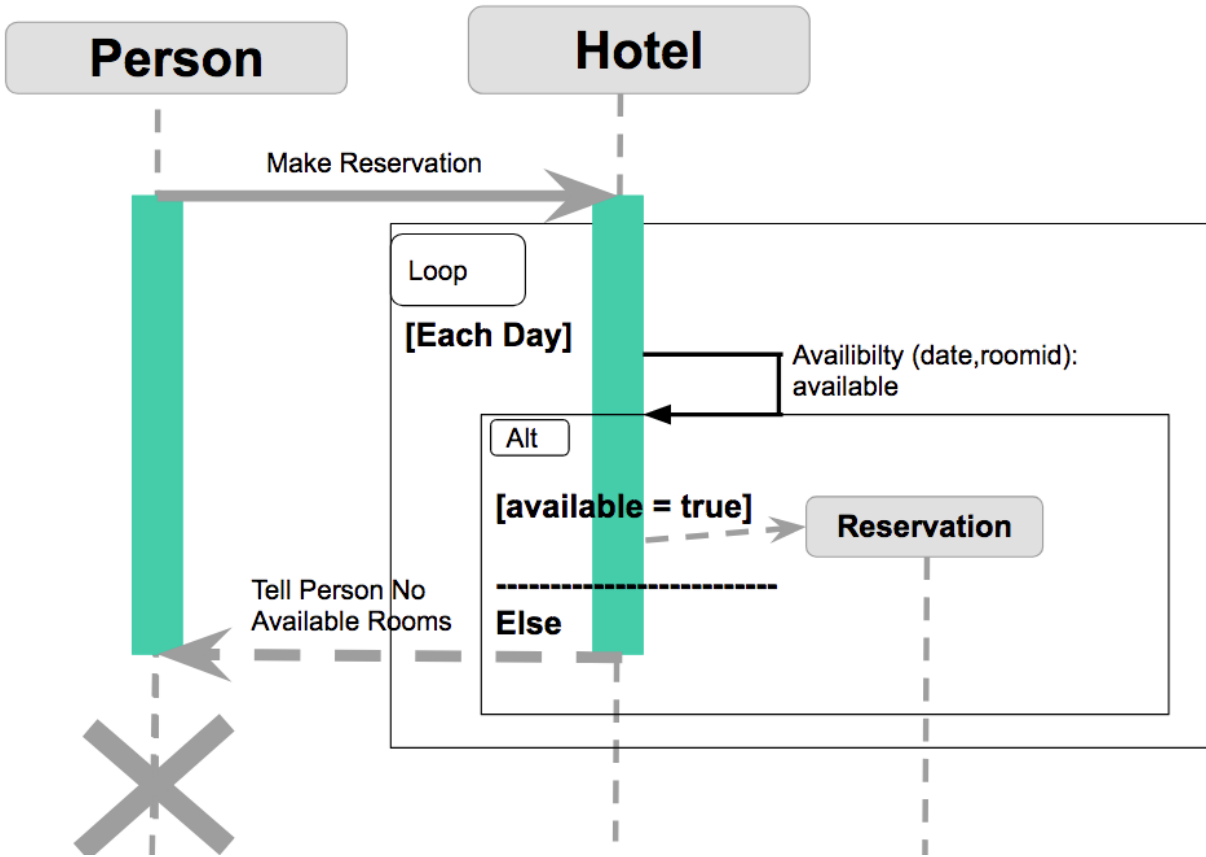 Person
Hotel
Make Reservation
Loop
[Each Day]
Availibilty (date,roomid):
available
Alt
[available = true]
Reservation
Tell Person No
Available Rooms
Else